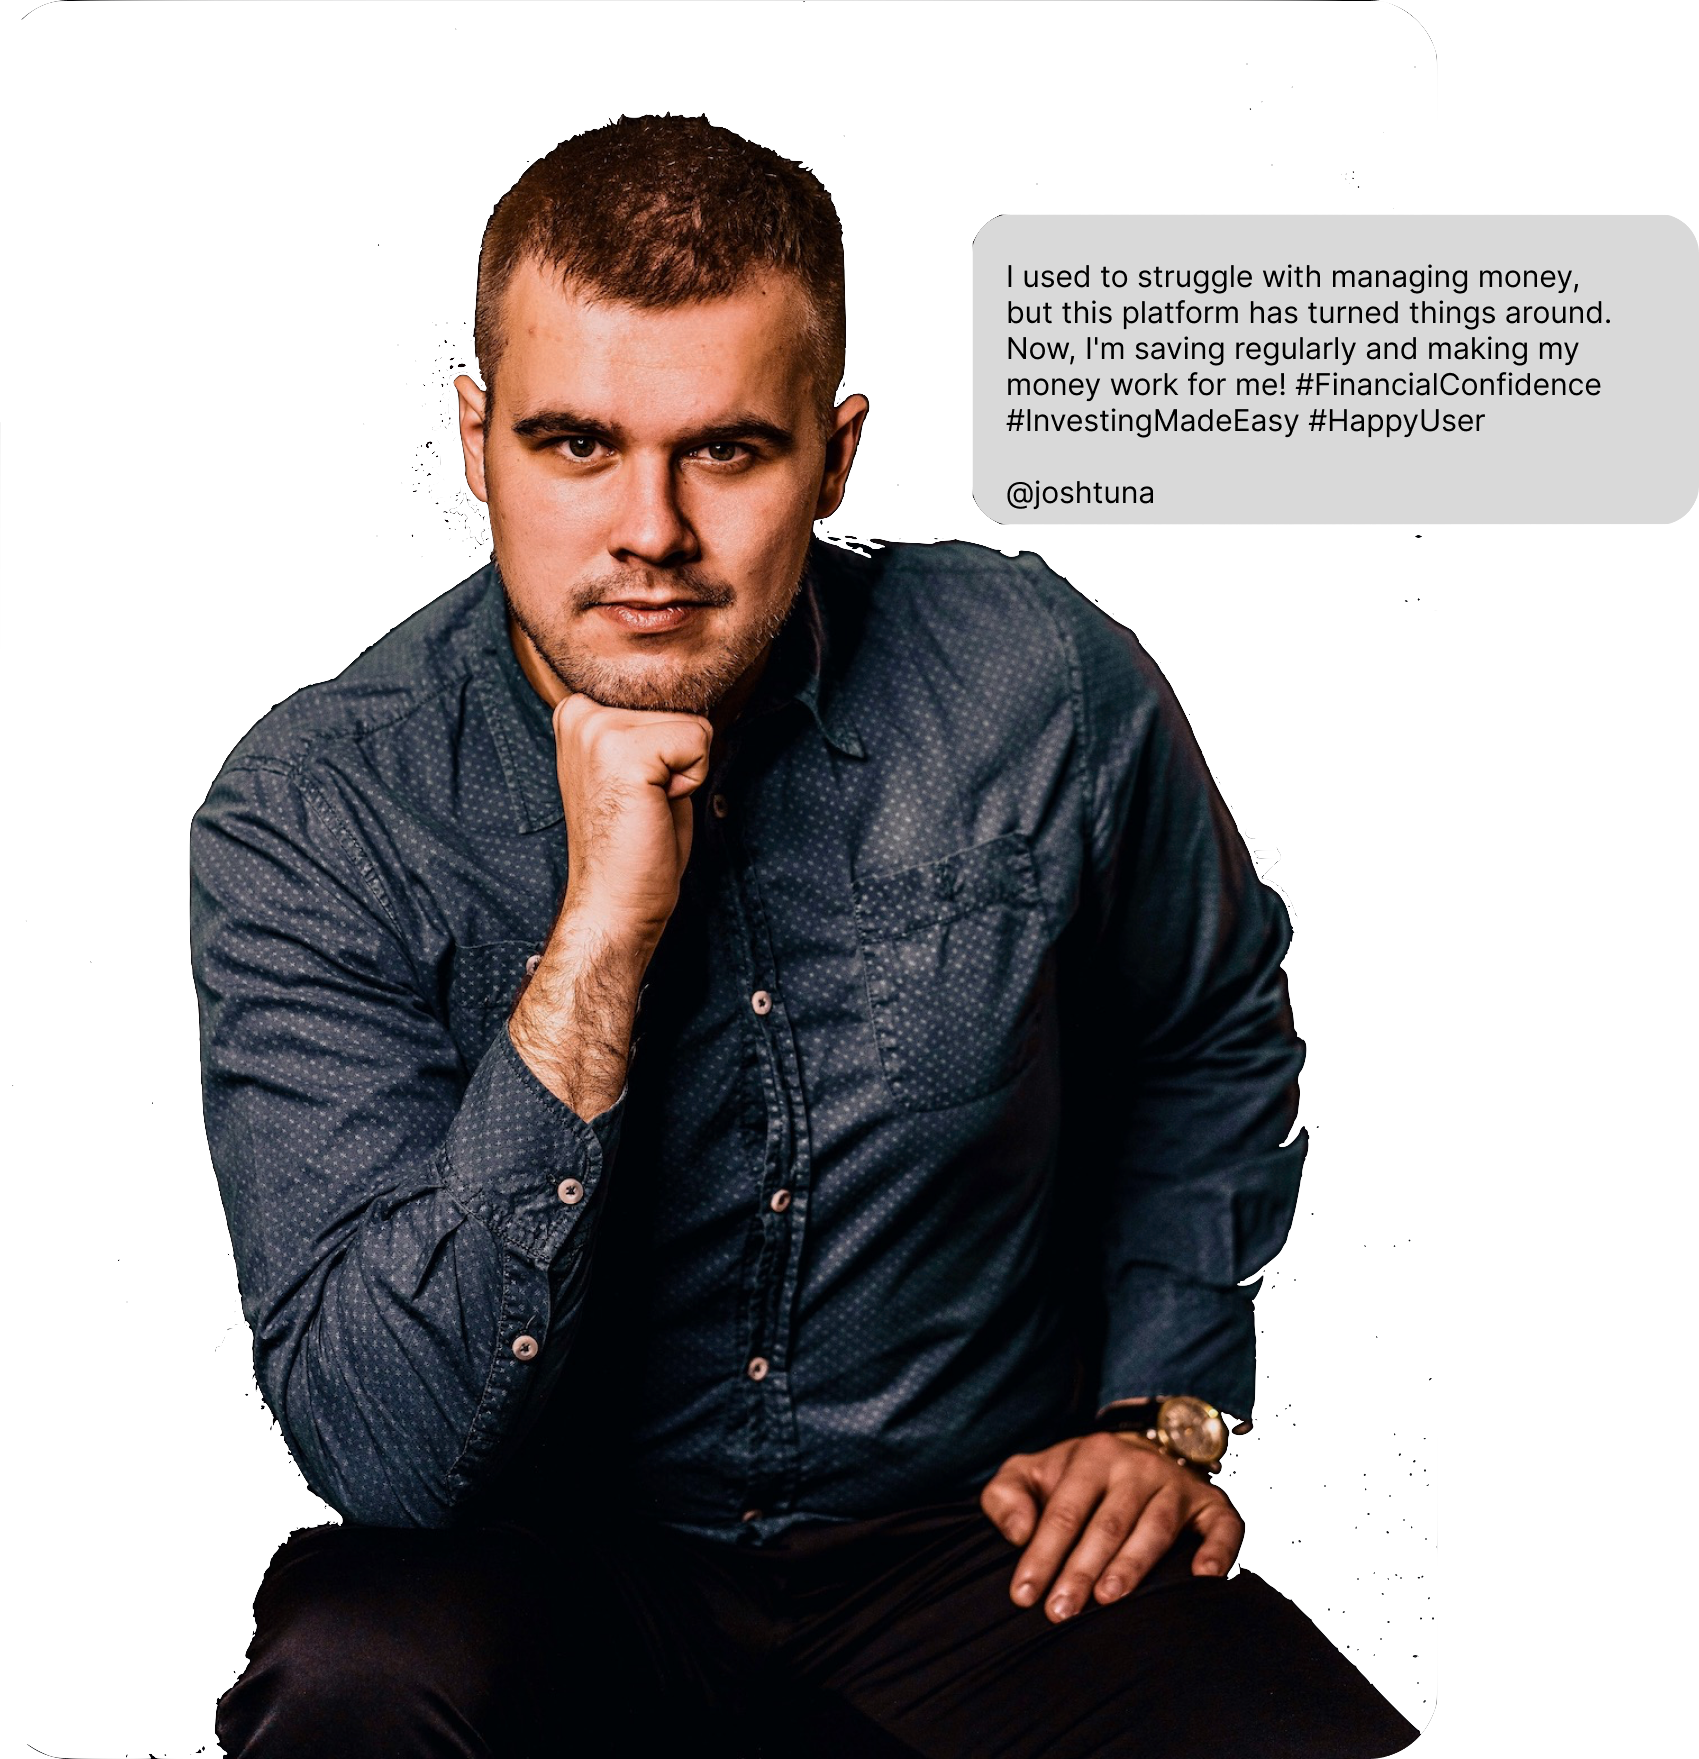 I used to struggle with managing money,
but this platform has turned things around.
Now, I'm saving regularly and making my
money work for me! #FinancialConfidence
#InvestingMadeEasy #HappyUser
@joshtuna